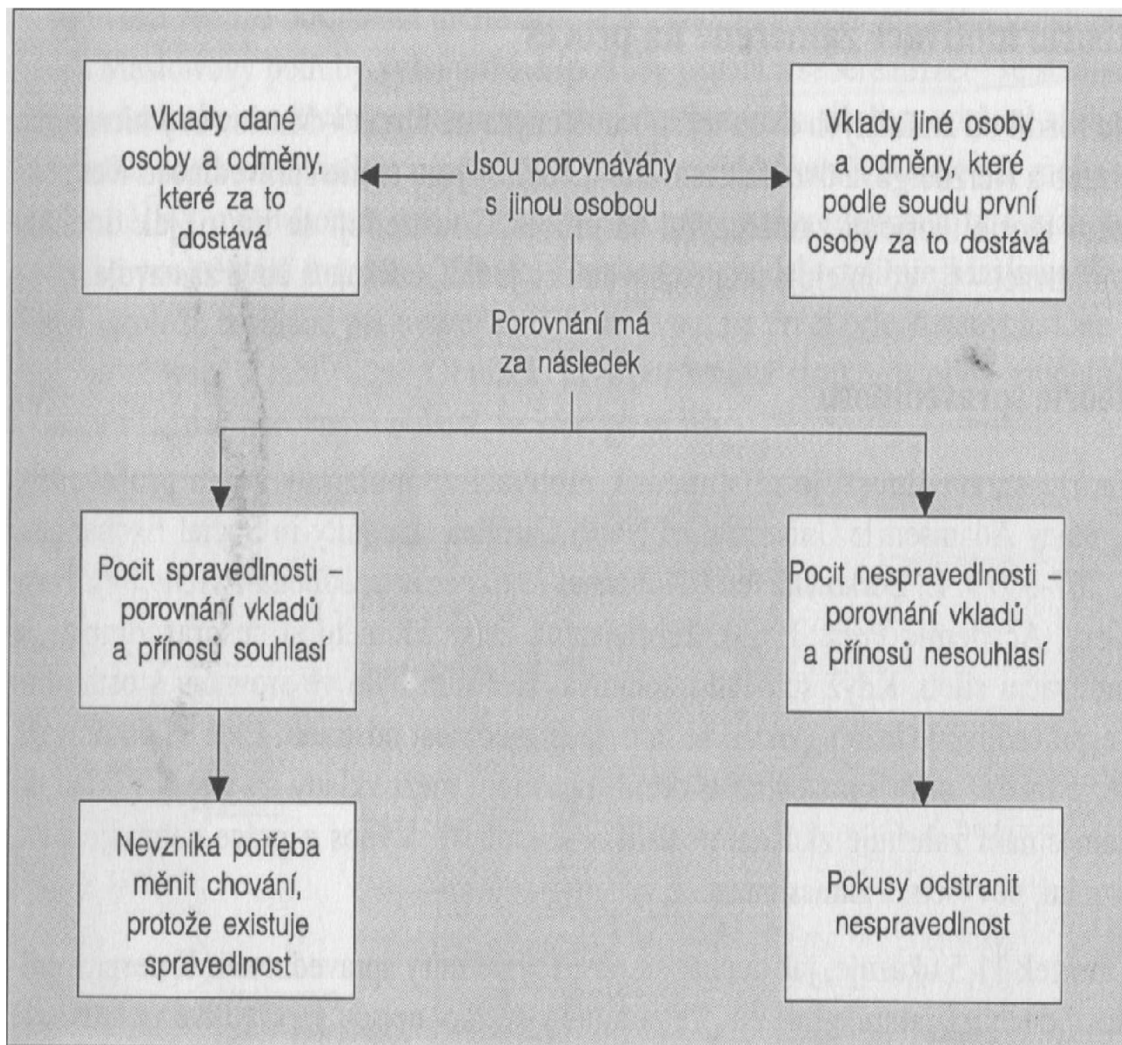 Vklady dané
osoby a odměny,
které za to
dostává
Jsou porovnávány
s jinou osobou
Vklady jiné osoby
a odměny, které
podle soudu první
osoby za to dostává
Porovnání má
za následek
Pocit spravedlnosti –
porovnání vkladů
a přínosů souhlasí
Pocit nespravedlnosti –
porovnání vkladů
a přínosů nesouhlasí
Nevzniká potřeba
měnit chování,
protože existuje
spravedlnost
Pokusy odstranit
nespravedlnost